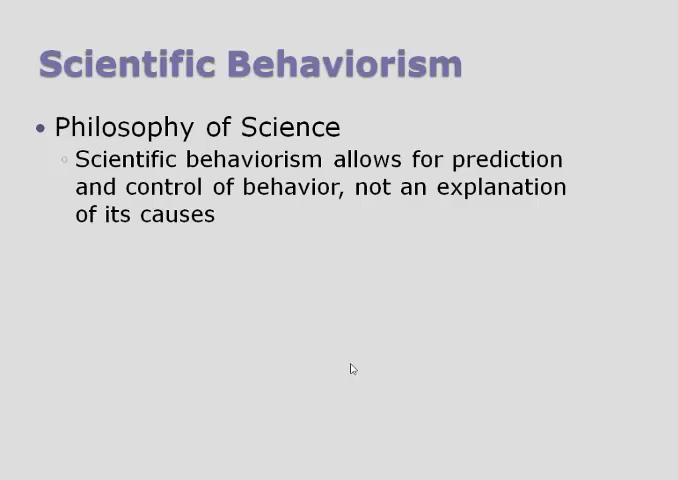 Scientific Behaviorism
• Philosophy of Science
◦ Scientific behaviorism allows for prediction
and control of behavior, not an explanation
of its causes